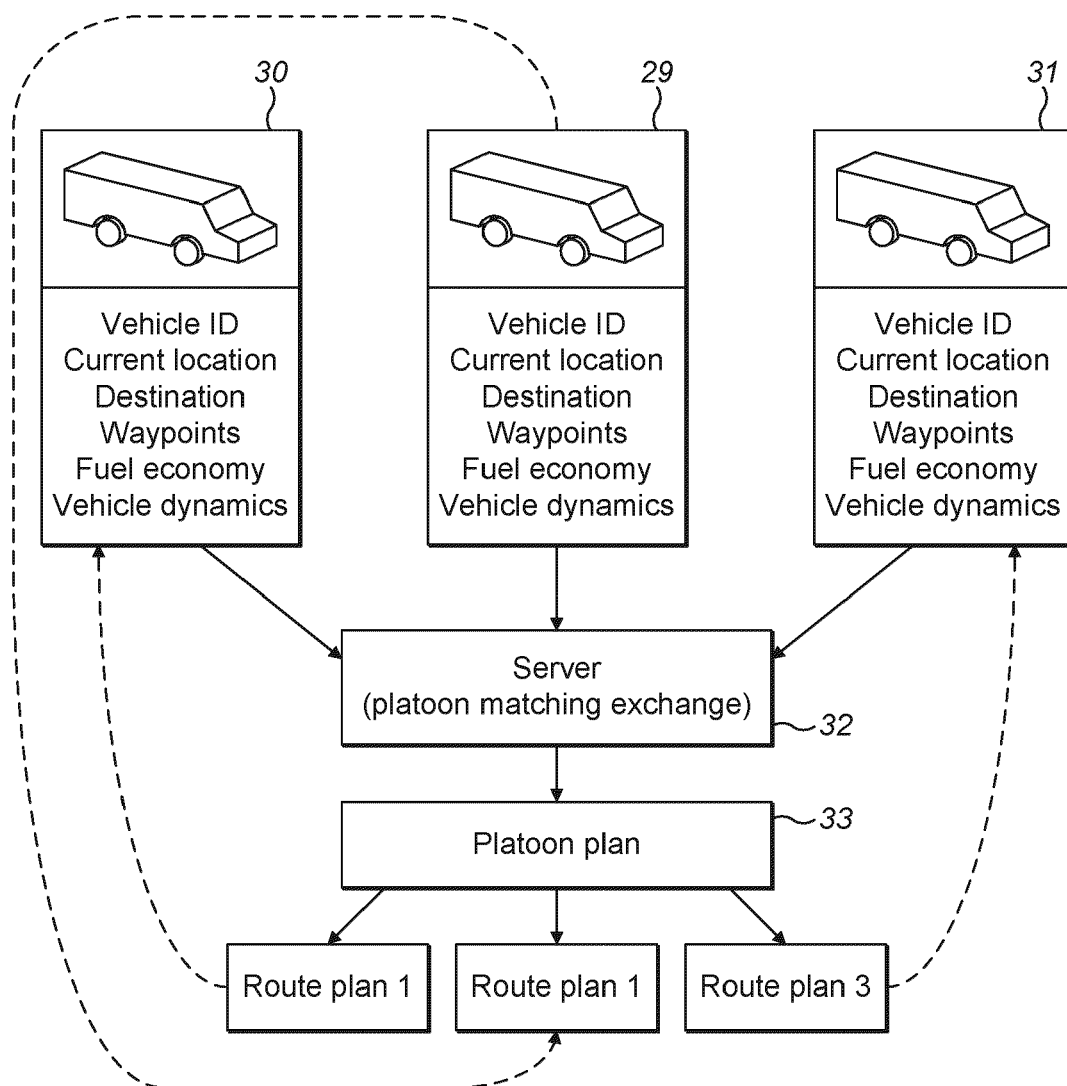 30
29
31
Vehicle ID
Current location
Destination
Waypoints
Fuel economy
Vehicle dynamics
Vehicle ID
Current location
Destination
Waypoints
Fuel economy
Vehicle dynamics
Vehicle ID
Current location
Destination
Waypoints
Fuel economy
Vehicle dynamics
Server
(platoon matching exchange)
32
Platoon plan
33
Route plan 1
Route plan 1
Route plan 3